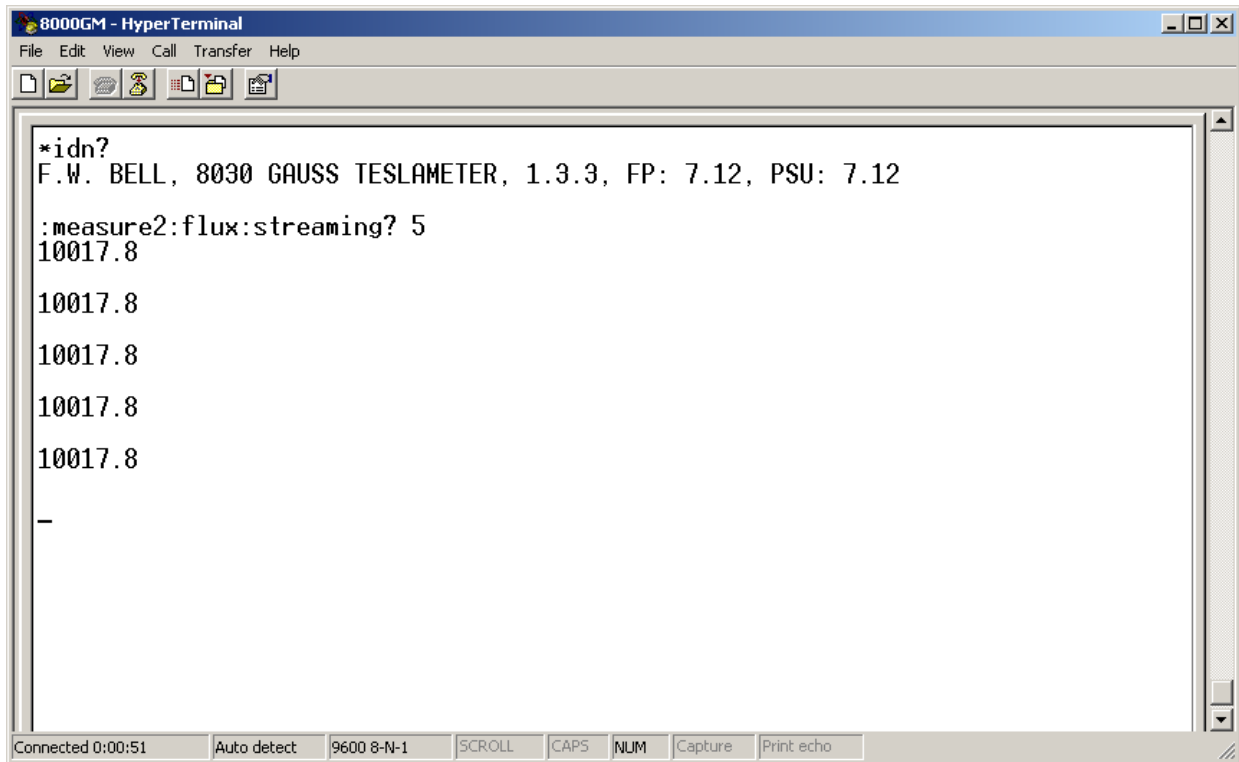 8000GM - HyperTerminal
File Edit View Call Transfer Help
*idn?
F.W. BELL, 8030 GAUSS TESLAMETER, 1.3.3, FP: 7.12, PSU: 7.12
:measure2:flux:streaming? 5
10017.8
10017.8
10017.8
10017.8
10017.8
Connected 0:00:51 Auto detect 9600 8-N-1 SCROLL CAPS NUM Capture Print echo